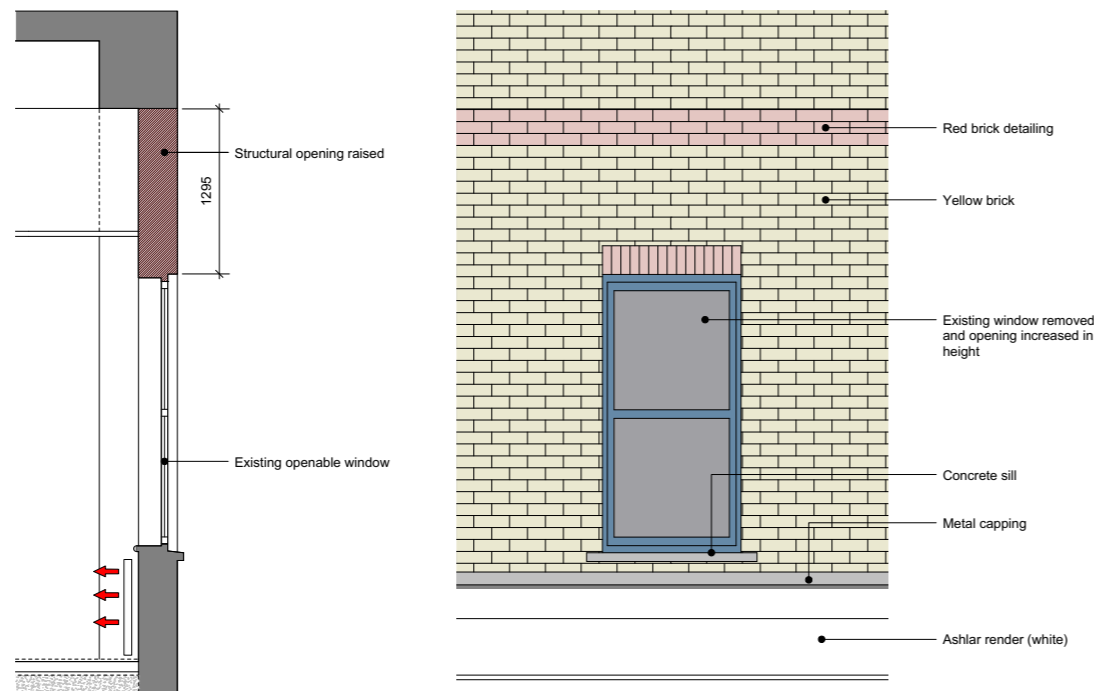 Structural opening raised
1295
Existing openable window
Red brick detailing
Yellow brick
Existing window removed
and opening increased in
height
Concrete sill
Metal capping
Ashlar render (white)